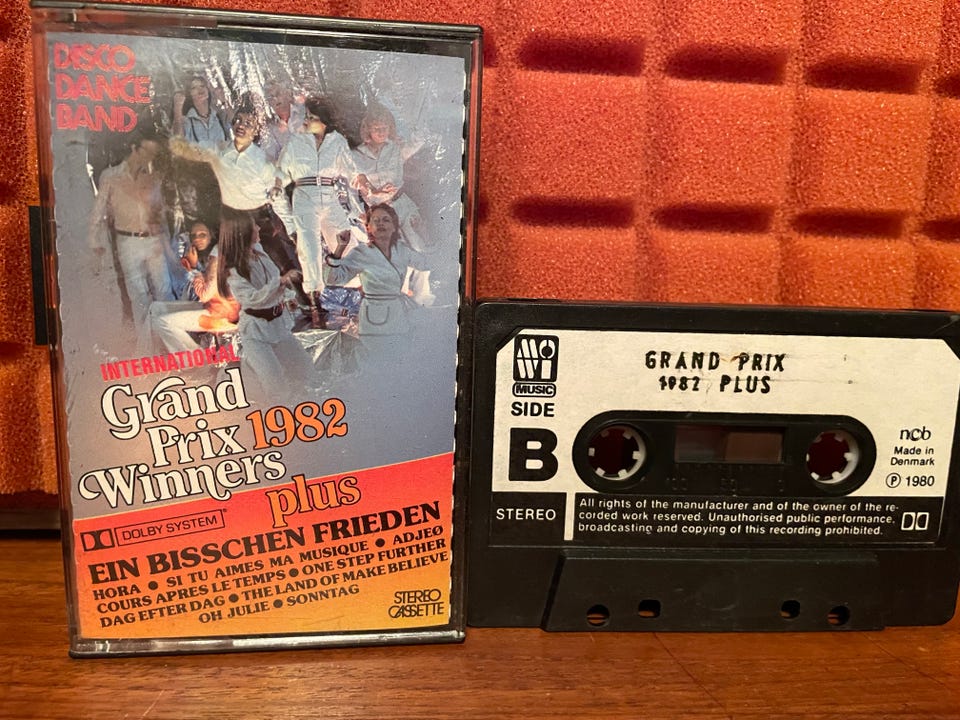 DISCO
DANCE
BAND
INTERNATIONAL
Grand
Prix 1982
Winners
plus
DOLBY SYSTEM
EIN BISSCHEN FRIEDEN
HORA • SI TU AIMES MA MUSIQUE • ADJEØ
COURS APRES LE TEMPS • ONE STEP FURTHER
DAG EFTER DAG • THE LAND OF MAKE BELIEVE
OH JULIE • SONNTAG
STEREO
CASSETTE
MUSIC
SIDE
B
STEREO
GRAND PRIX
1982 PLUS
ncb
Made in
Denmark
Ⓟ 1980
All rights of the manufacturer and of the owner of the re-
corded work reserved. Unauthorised public performance,
broadcasting and copying of this recording prohibited.